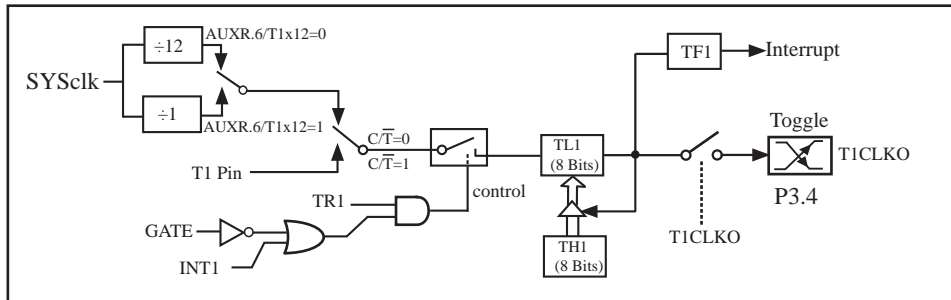 AUXR.6/T1x12=0
÷12
SYSclk
÷1
AUXR.6/T1x12=1
T1 Pin
C/T̅=0
C/T̅=1
TR1
control
GATE
INT1
TL1
(8 Bits)
TH1
(8 Bits)
TF1
Interrupt
Toggle
T1CLKO
P3.4
T1CLKO